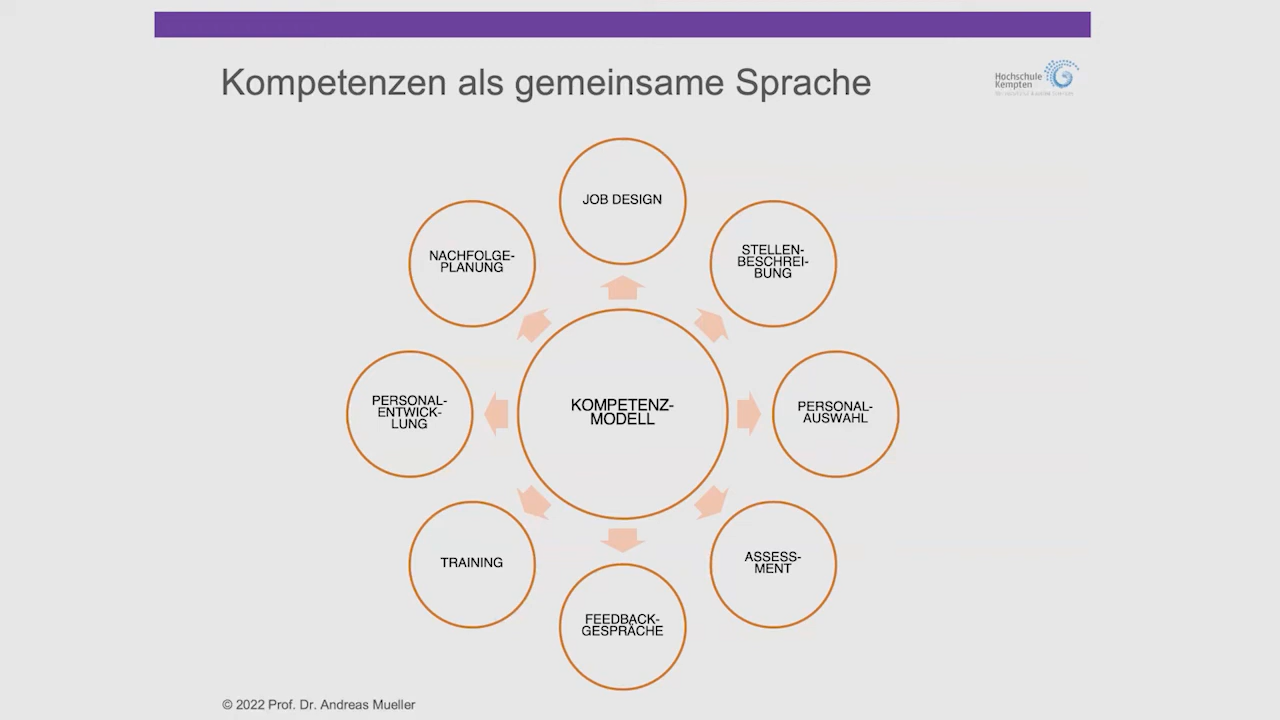 Kompetenzen als gemeinsame Sprache
Hochschule
Kempten
JOB DESIGN
STELLEN-
BESCHREI-
BUNG
PERSONAL-
AUSWAHL
ASSESS-
MENT
FEEDBACK-
GESPRÄCHE
TRAINING
PERSONAL-
ENTWICK-
LUNG
NACHFOLGE-
PLANUNG
KOMPETENZ-
MODELL
© 2022 Prof. Dr. Andreas Mueller